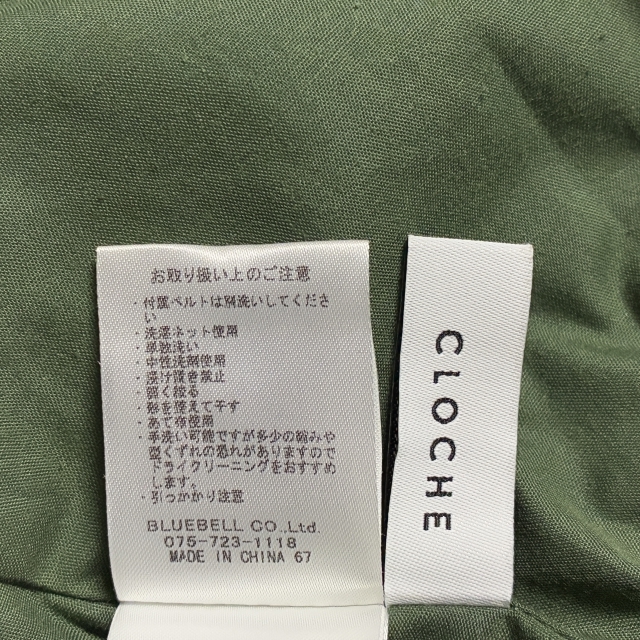 お取り扱い上のご注意
・付属ベルトは別洗いしてくださ
い
・洗濯ネット使用
・単独洗い
・中性洗剤使用
・浸け置き禁止
・弱く絞る
・形を整えて干す
・あて布使用
・手洗い可能ですが多少の縮みや
型くずれの恐れがありますので
ドライクリーニングをおすすめ
します。
・引っかかり注意
BLUEBELL CO.,Ltd.
075-723-1118
MADE IN CHINA 67
CLOCHE